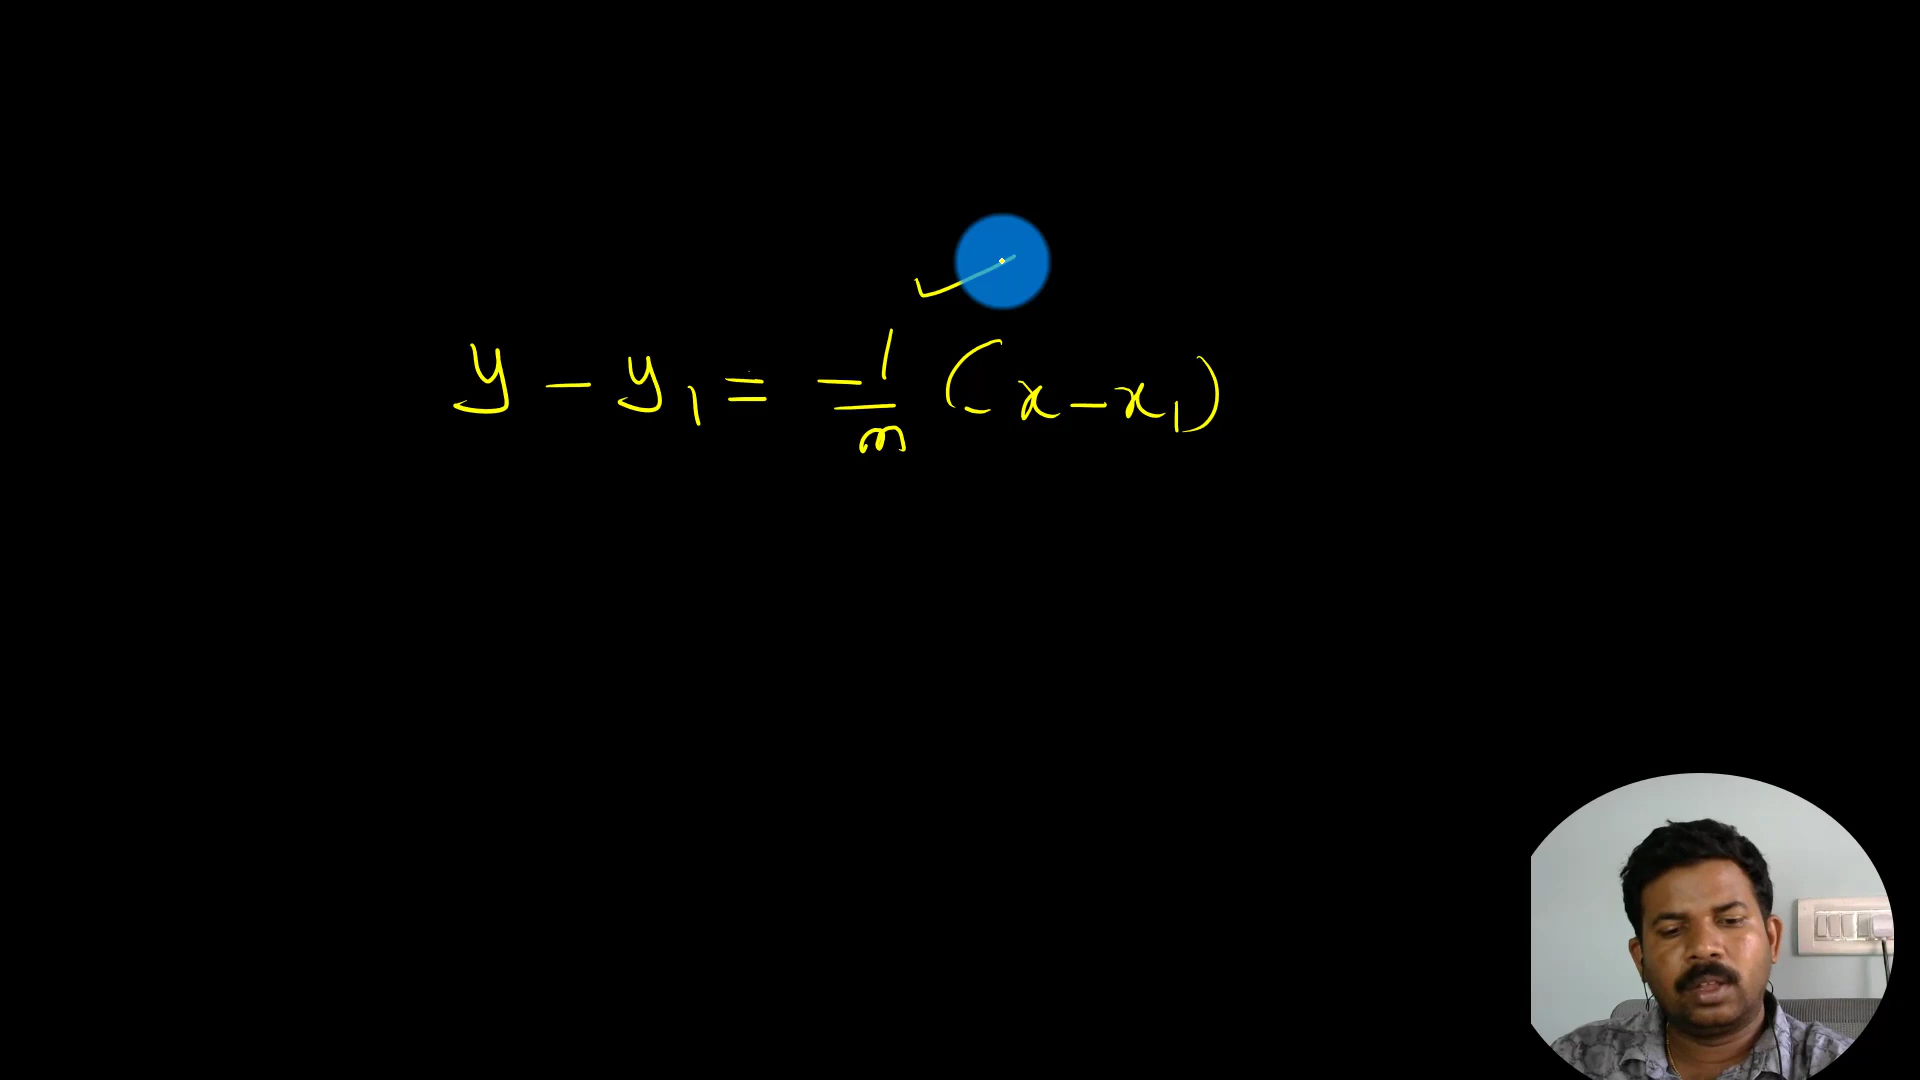 y - y₁ = -1/m (x - x₁)